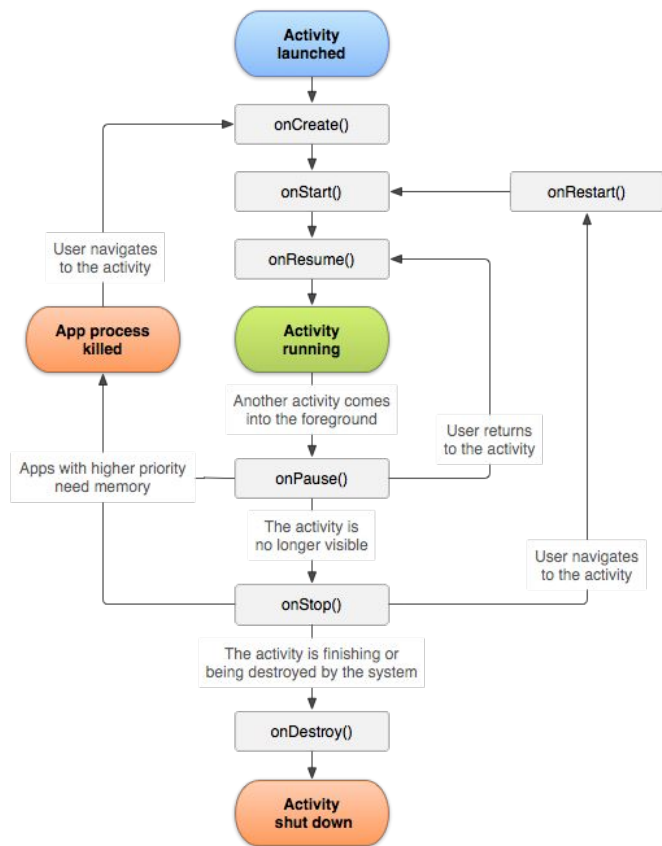 Activity
launched
onCreate()
onStart()
onRestart()
User navigates
to the activity
onResume()
App process
killed
Activity
running
Another activity comes
into the foreground
User returns
to the activity
Apps with higher priority
need memory
onPause()
The activity is
no longer visible
User navigates
to the activity
onStop()
The activity is finishing or
being destroyed by the system
onDestroy()
Activity
shut down